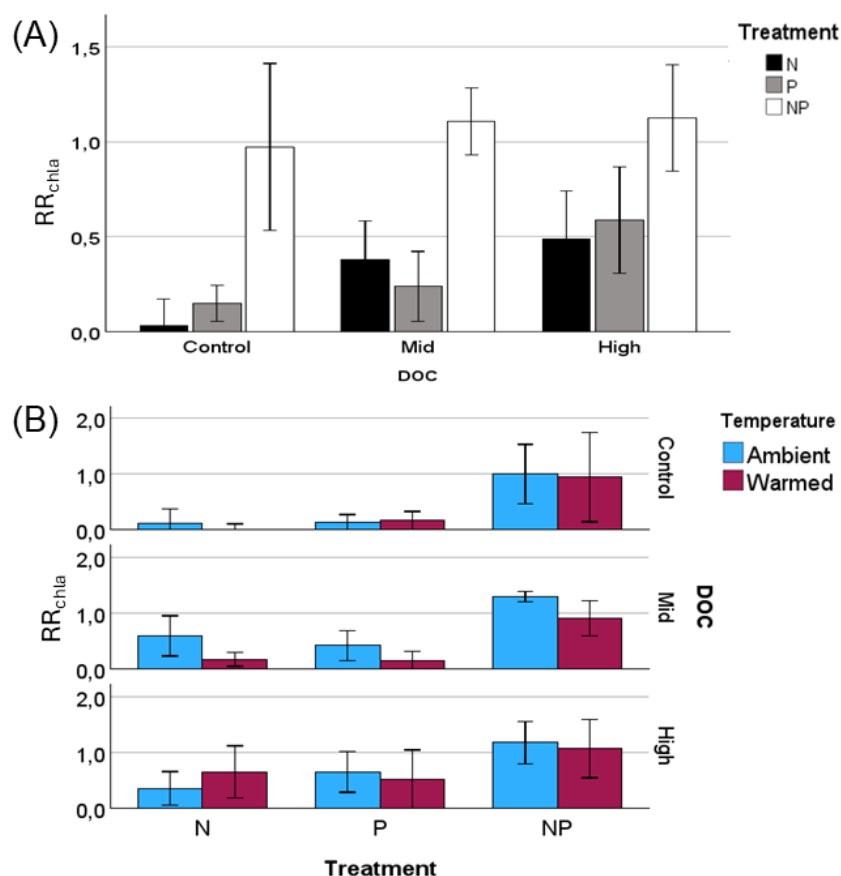 (A)
Treatment
N
P
NP
1,5
1,0
0,5
0,0
RRchla
Control Mid High
DOC
(B)
Temperature
Ambient
Warmed
2,0
1,0
0,0
Control
2,0
1,0
0,0
Mid
RRchla
DOC
2,0
1,0
0,0
High
N P NP
Treatment